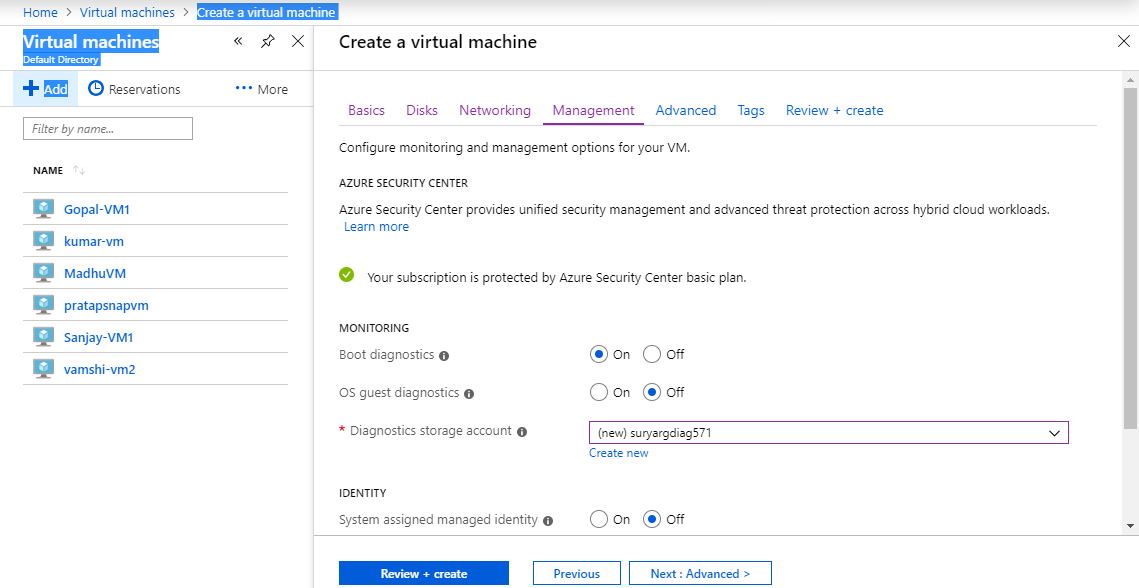 Home > Virtual machines > Create a virtual machine
Virtual machines
Default Directory
Add
Reservations
More
Filter by name...
NAME
Gopal-VM1
kumar-vm
MadhuVM
pratapsnapvm
Sanjay-VM1
vamshi-vm2
Create a virtual machine
Basics Disks Networking Management Advanced Tags Review + create
Configure monitoring and management options for your VM.
AZURE SECURITY CENTER
Azure Security Center provides unified security management and advanced threat protection across hybrid cloud workloads.
Learn more
Your subscription is protected by Azure Security Center basic plan.
MONITORING
Boot diagnostics On Off
OS guest diagnostics On Off
* Diagnostics storage account (new) suryargdiag571
Create new
IDENTITY
System assigned managed identity On Off
Review + create Previous Next : Advanced >